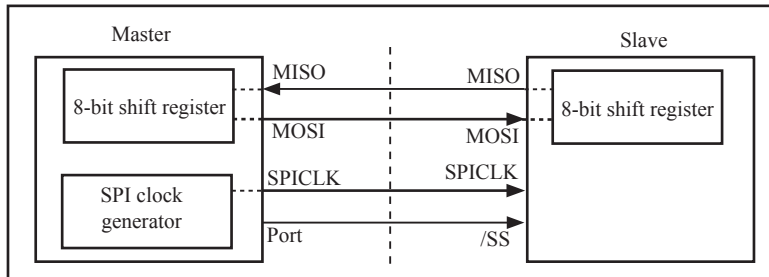 Master
Slave
MISO
MISO
8-bit shift register
8-bit shift register
MOSI
MOSI
SPICLK
SPICLK
SPI clock
generator
Port
/SS